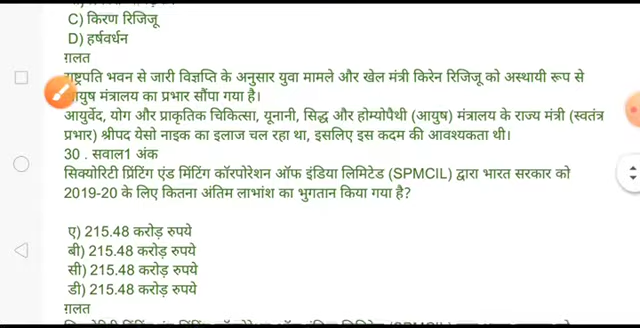 C) किरण रिजिजू
D) हर्षवर्धन
ग़लत
राष्ट्रपति भवन से जारी विज्ञप्ति के अनुसार युवा मामले और खेल मंत्री किरेन रिजिजू को अस्थायी रूप से
आयुष मंत्रालय का प्रभार सौंपा गया है।
आयुर्वेद, योग और प्राकृतिक चिकित्सा, यूनानी, सिद्ध और होम्योपैथी (आयुष) मंत्रालय के राज्य मंत्री (स्वतंत्र
प्रभार) श्रीपद येसो नाइक का इलाज चल रहा था, इसलिए इस कदम की आवश्यकता थी।
30 . सवाल1 अंक
सिक्योरिटी प्रिंटिंग एंड मिंटिंग कॉरपोरेशन ऑफ इंडिया लिमिटेड (SPMCIL) द्वारा भारत सरकार को
2019-20 के लिए कितना अंतिम लाभांश का भुगतान किया गया है?
ए) 215.48 करोड़ रुपये
बी) 215.48 करोड़ रुपये
सी) 215.48 करोड़ रुपये
डी) 215.48 करोड़ रुपये
ग़लत